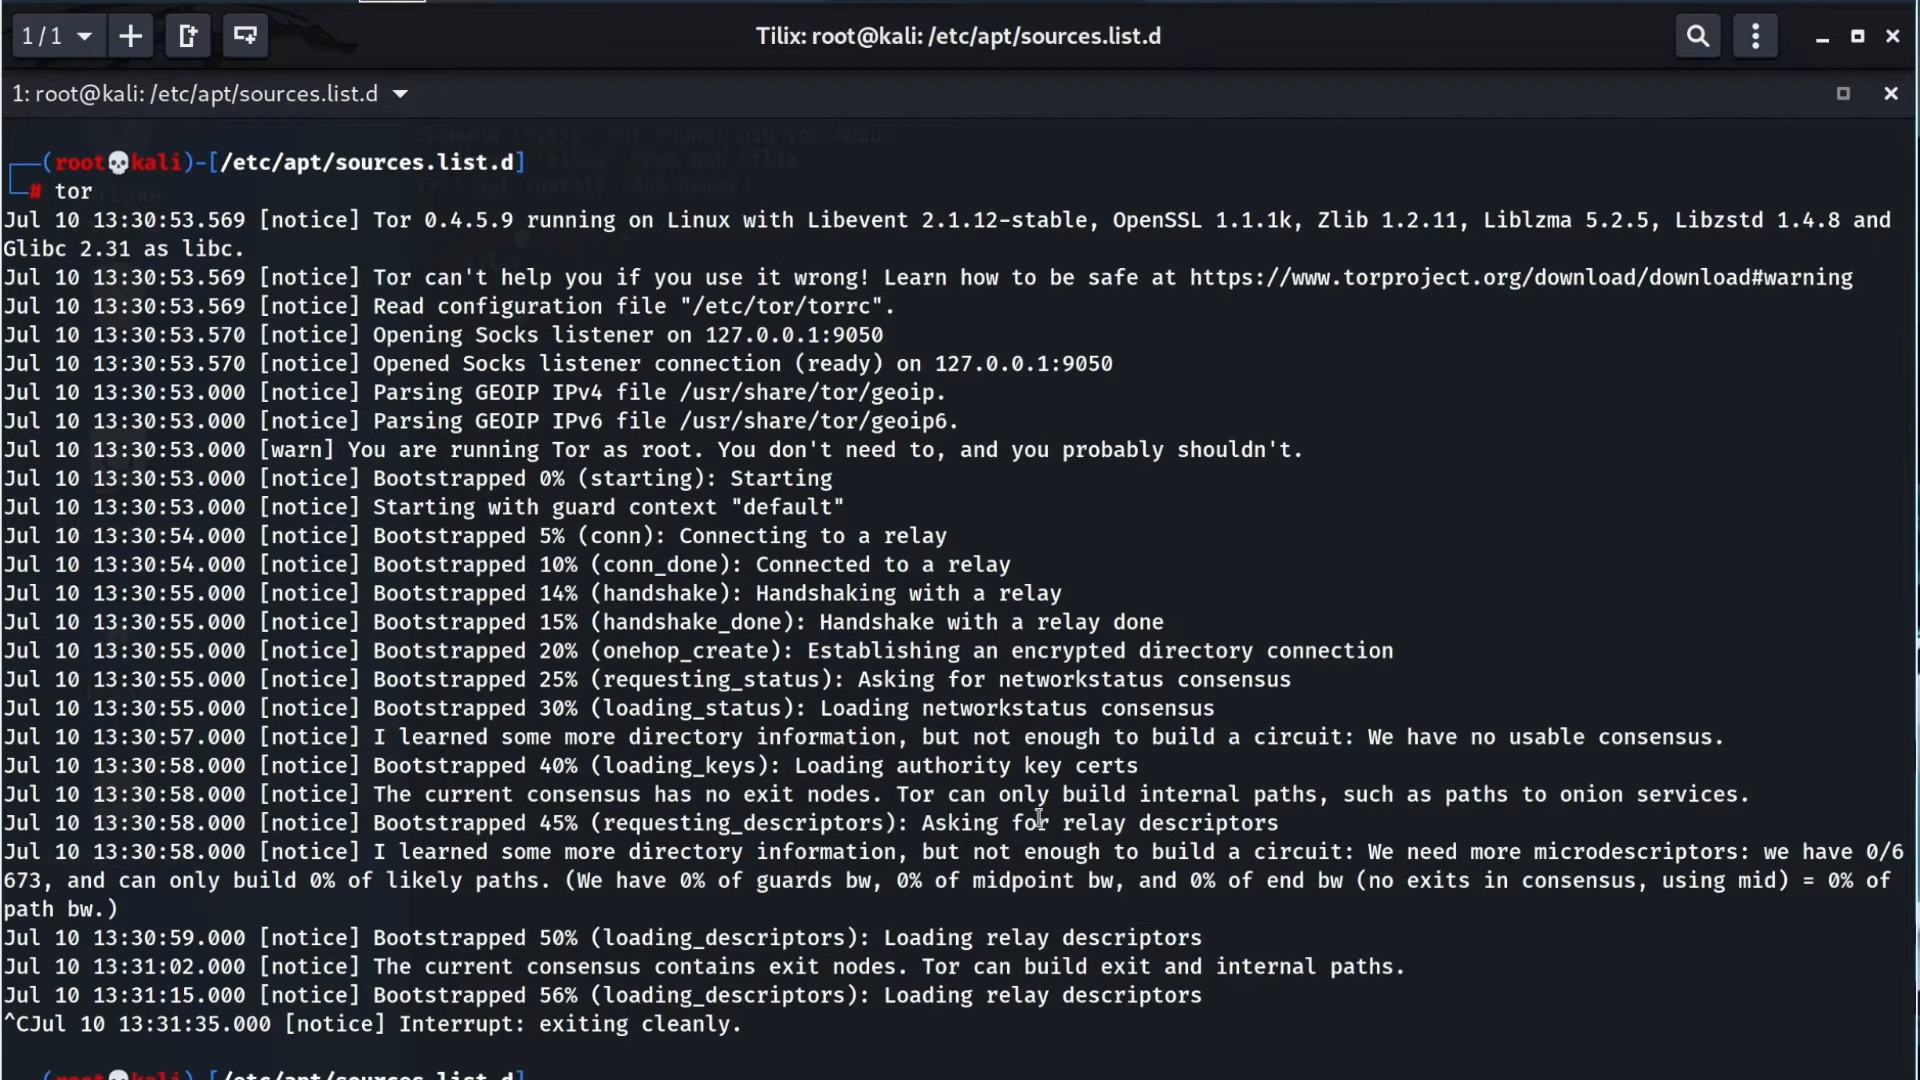 1 / 1
Tilix: root@kali: /etc/apt/sources.list.d
1: root@kali: /etc/apt/sources.list.d
(root💀kali)-[/etc/apt/sources.list.d]
# tor
Jul 10 13:30:53.569 [notice] Tor 0.4.5.9 running on Linux with Libevent 2.1.12-stable, OpenSSL 1.1.1k, Zlib 1.2.11, Liblzma 5.2.5, Libzstd 1.4.8 and
Glibc 2.31 as libc.
Jul 10 13:30:53.569 [notice] Tor can't help you if you use it wrong! Learn how to be safe at https://www.torproject.org/download/download#warning
Jul 10 13:30:53.569 [notice] Read configuration file "/etc/tor/torrc".
Jul 10 13:30:53.570 [notice] Opening Socks listener on 127.0.0.1:9050
Jul 10 13:30:53.570 [notice] Opened Socks listener connection (ready) on 127.0.0.1:9050
Jul 10 13:30:53.000 [notice] Parsing GEOIP IPv4 file /usr/share/tor/geoip.
Jul 10 13:30:53.000 [notice] Parsing GEOIP IPv6 file /usr/share/tor/geoip6.
Jul 10 13:30:53.000 [warn] You are running Tor as root. You don't need to, and you probably shouldn't.
Jul 10 13:30:53.000 [notice] Bootstrapped 0% (starting): Starting
Jul 10 13:30:53.000 [notice] Starting with guard context "default"
Jul 10 13:30:54.000 [notice] Bootstrapped 5% (conn): Connecting to a relay
Jul 10 13:30:54.000 [notice] Bootstrapped 10% (conn_done): Connected to a relay
Jul 10 13:30:55.000 [notice] Bootstrapped 14% (handshake): Handshaking with a relay
Jul 10 13:30:55.000 [notice] Bootstrapped 15% (handshake_done): Handshake with a relay done
Jul 10 13:30:55.000 [notice] Bootstrapped 20% (onehop_create): Establishing an encrypted directory connection
Jul 10 13:30:55.000 [notice] Bootstrapped 25% (requesting_status): Asking for networkstatus consensus
Jul 10 13:30:55.000 [notice] Bootstrapped 30% (loading_status): Loading networkstatus consensus
Jul 10 13:30:57.000 [notice] I learned some more directory information, but not enough to build a circuit: We have no usable consensus.
Jul 10 13:30:58.000 [notice] Bootstrapped 40% (loading_keys): Loading authority key certs
Jul 10 13:30:58.000 [notice] The current consensus has no exit nodes. Tor can only build internal paths, such as paths to onion services.
Jul 10 13:30:58.000 [notice] Bootstrapped 45% (requesting_descriptors): Asking for relay descriptors
Jul 10 13:30:58.000 [notice] I learned some more directory information, but not enough to build a circuit: We need more microdescriptors: we have 0/6
673, and can only build 0% of likely paths. (We have 0% of guards bw, 0% of midpoint bw, and 0% of end bw (no exits in consensus, using mid) = 0% of
path bw.)
Jul 10 13:30:59.000 [notice] Bootstrapped 50% (loading_descriptors): Loading relay descriptors
Jul 10 13:31:02.000 [notice] The current consensus contains exit nodes. Tor can build exit and internal paths.
Jul 10 13:31:15.000 [notice] Bootstrapped 56% (loading_descriptors): Loading relay descriptors
^CJul 10 13:31:35.000 [notice] Interrupt: exiting cleanly.
(root💀kali)-[/etc/apt/sources.list.d]